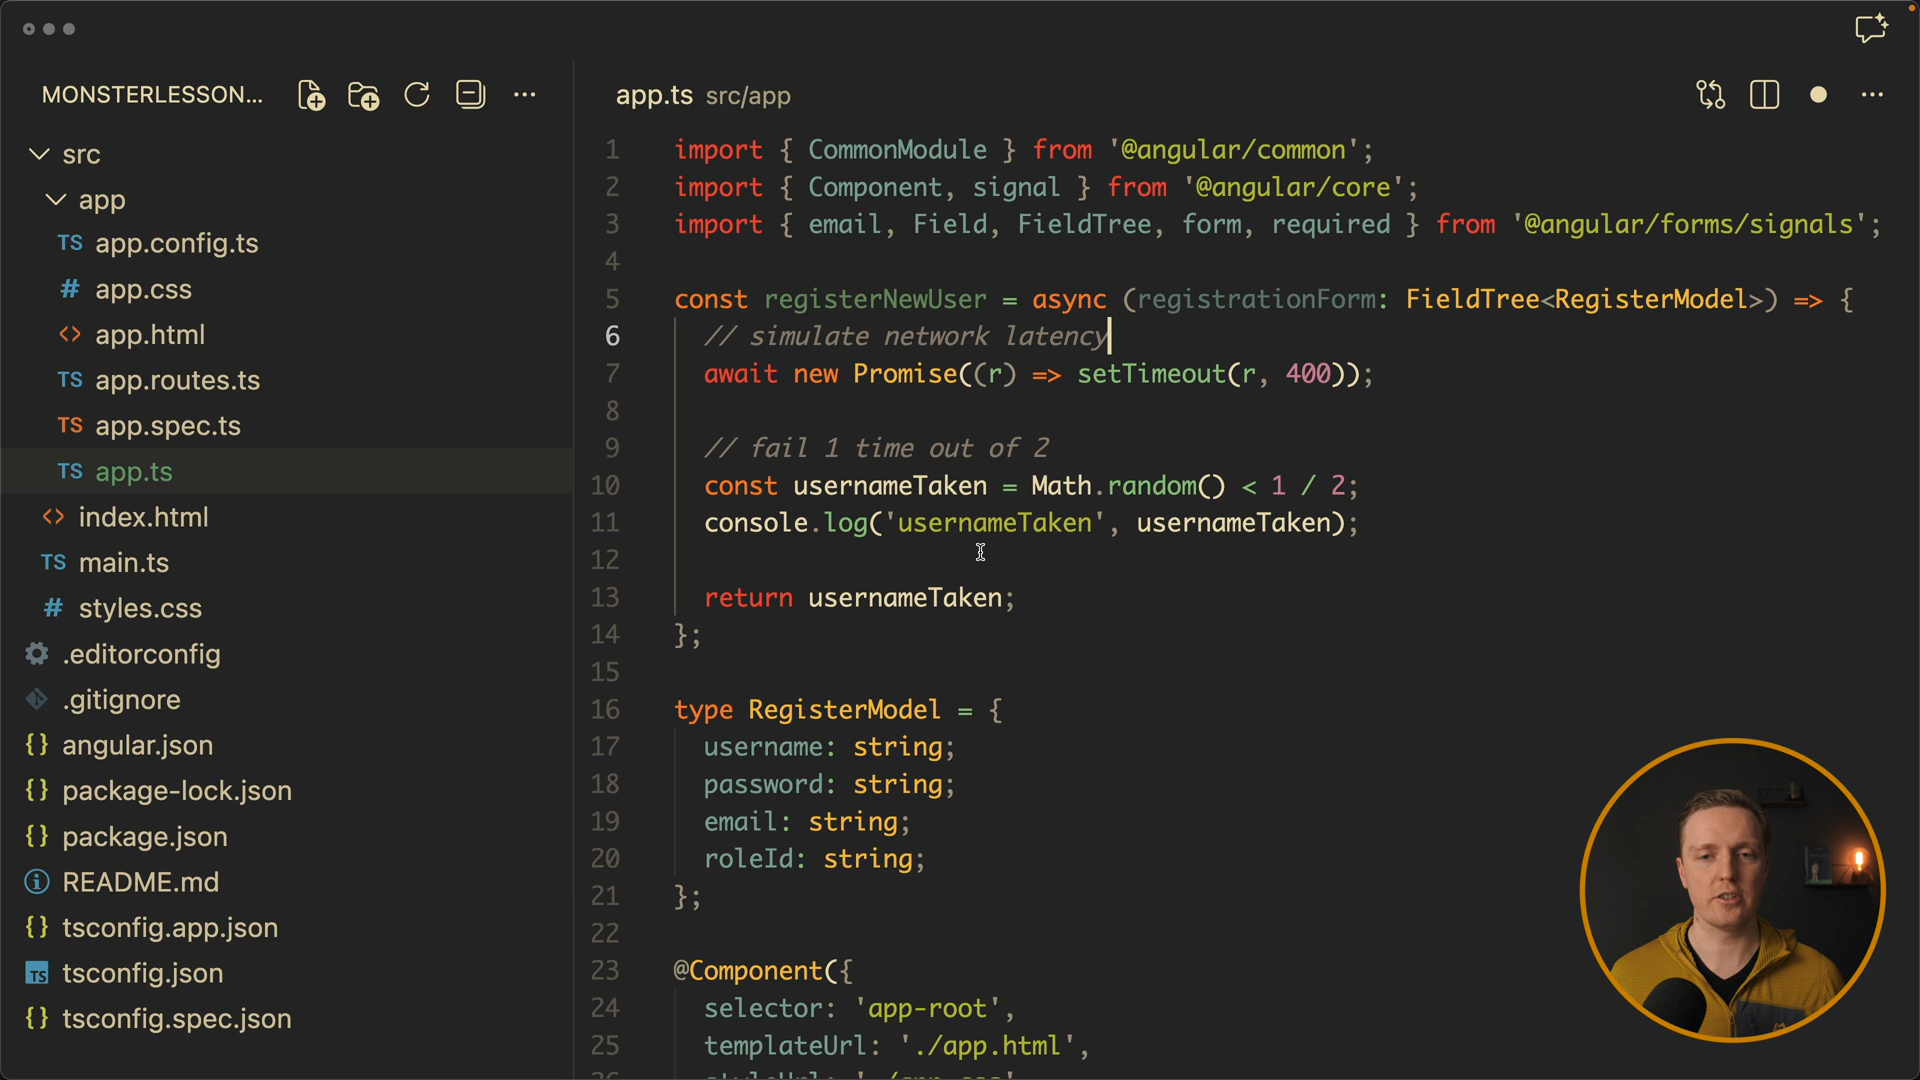 MONSTERLESSON...
src
app
TS app.config.ts
# app.css
<> app.html
TS app.routes.ts
TS app.spec.ts
TS app.ts
<> index.html
TS main.ts
# styles.css
.editorconfig
.gitignore
{} angular.json
{} package-lock.json
{} package.json
README.md
{} tsconfig.app.json
TS tsconfig.json
{} tsconfig.spec.json
app.ts src/app
1 import { CommonModule } from '@angular/common';
2 import { Component, signal } from '@angular/core';
3 import { email, Field, FieldTree, form, required } from '@angular/forms/signals';
4
5 const registerNewUser = async (registrationForm: FieldTree<RegisterModel>) => {
6 // simulate network latency
7 await new Promise((r) => setTimeout(r, 400));
8
9 // fail 1 time out of 2
10 const usernameTaken = Math.random() < 1 / 2;
11 console.log('usernameTaken', usernameTaken);
12
13 return usernameTaken;
14 };
15
16 type RegisterModel = {
17 username: string;
18 password: string;
19 email: string;
20 roleId: string;
21 };
22
23 @Component({
24 selector: 'app-root',
25 templateUrl: './app.html',